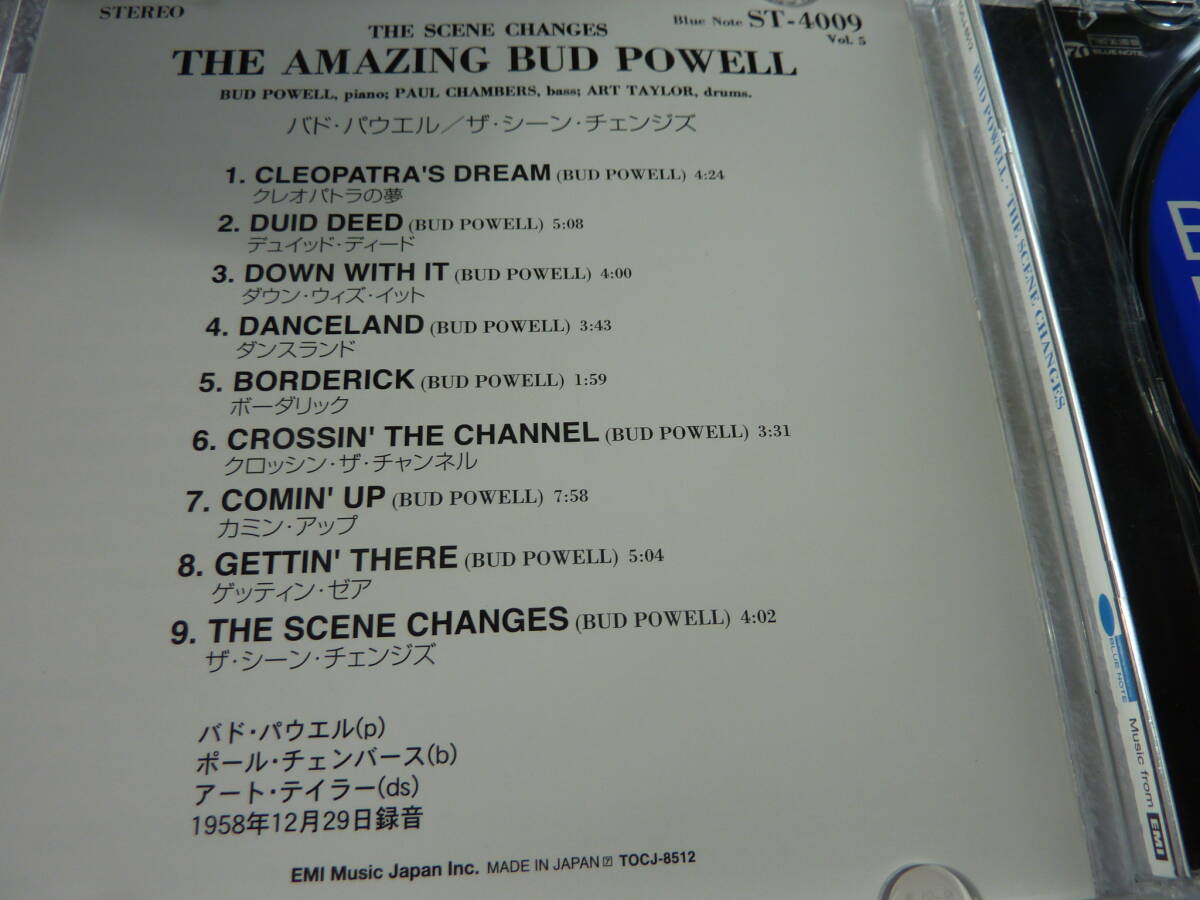 STEREO
THE SCENE CHANGES
Blue Note ST-4009
Vol. 5
THE AMAZING BUD POWELL
BUD POWELL, piano; PAUL CHAMBERS, bass; ART TAYLOR, drums.
バド・パウエル／ザ・シーン・チェンジズ
1. CLEOPATRA'S DREAM (BUD POWELL) 4:24
クレオパトラの夢
2. DUID DEED (BUD POWELL) 5:08
デュイッド・ディード
3. DOWN WITH IT (BUD POWELL) 4:00
ダウン・ウィズ・イット
4. DANCELAND (BUD POWELL) 3:43
ダンスランド
5. BORDERICK (BUD POWELL) 1:59
ボーダリック
6. CROSSIN' THE CHANNEL (BUD POWELL) 3:31
クロッシン・ザ・チャンネル
7. COMIN' UP (BUD POWELL) 7:58
カミン・アップ
8. GETTIN' THERE (BUD POWELL) 5:04
ゲッティン・ゼア
9. THE SCENE CHANGES (BUD POWELL) 4:02
ザ・シーン・チェンジズ
バド・パウエル(p)
ポール・チェンバース(b)
アート・テイラー(ds)
1958年12月29日録音
EMI Music Japan Inc. MADE IN JAPAN TOCJ-8512
BUD POWELL・・THE SCENE CHANGES
BLUE NOTE
Music from EMI
70
BLUE NOTE